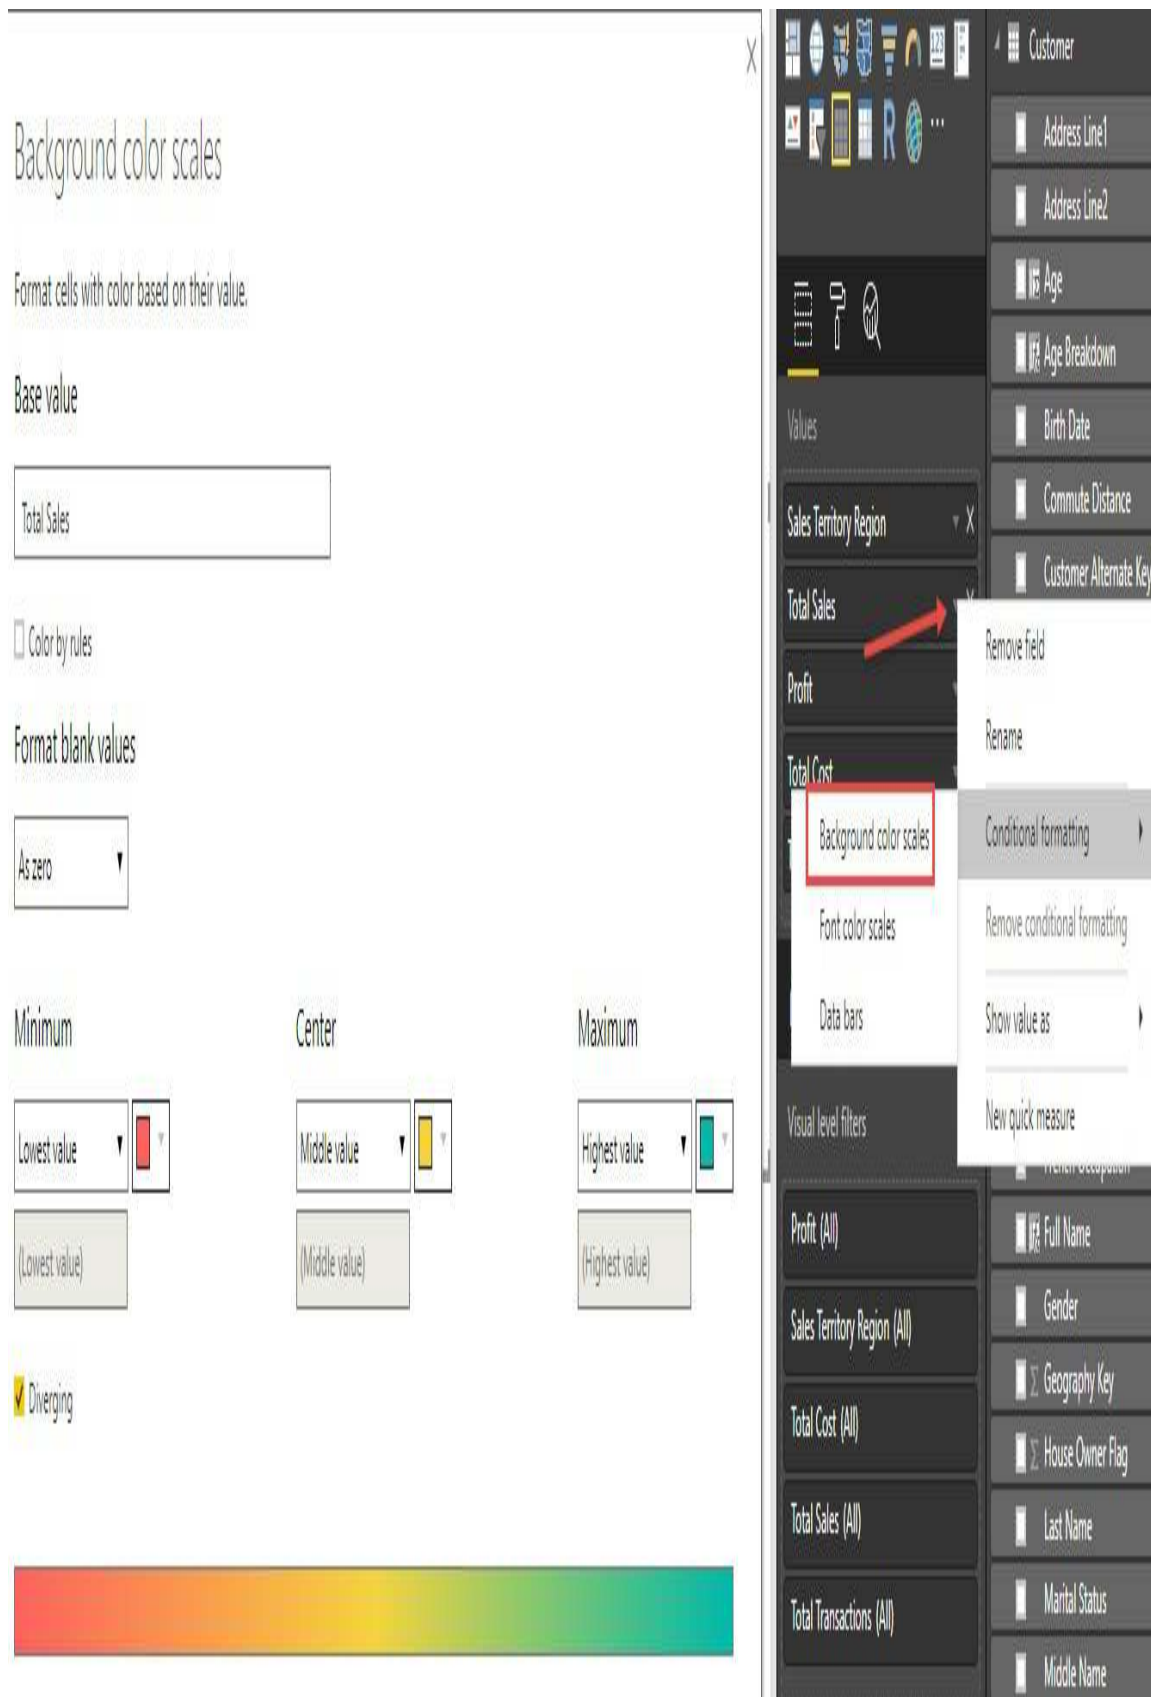 Background color scales
Format cells with color based on their value.
Base value
Total Sales
Color by rules
Format blank values
As zero
Minimum
Center
Maximum
Lowest value
Middle value
Highest value
(Lowest value)
(Middle value)
(Highest value)
Diverging
123
R
...
Values
Sales Territory Region
Total Sales
Profit
Total Cost
Background color scales
Font color scales
Data bars
Remove field
Rename
Conditional formatting
Remove conditional formatting
Show value as
New quick measure
Visual level filters
Profit (All)
Sales Territory Region (All)
Total Cost (All)
Total Sales (All)
Total Transactions (All)
Customer
Address Line1
Address Line2
Age
Age Breakdown
Birth Date
Commute Distance
Customer Alternate Key
Full Name
Gender
Geography Key
House Owner Flag
Last Name
Marital Status
Middle Name